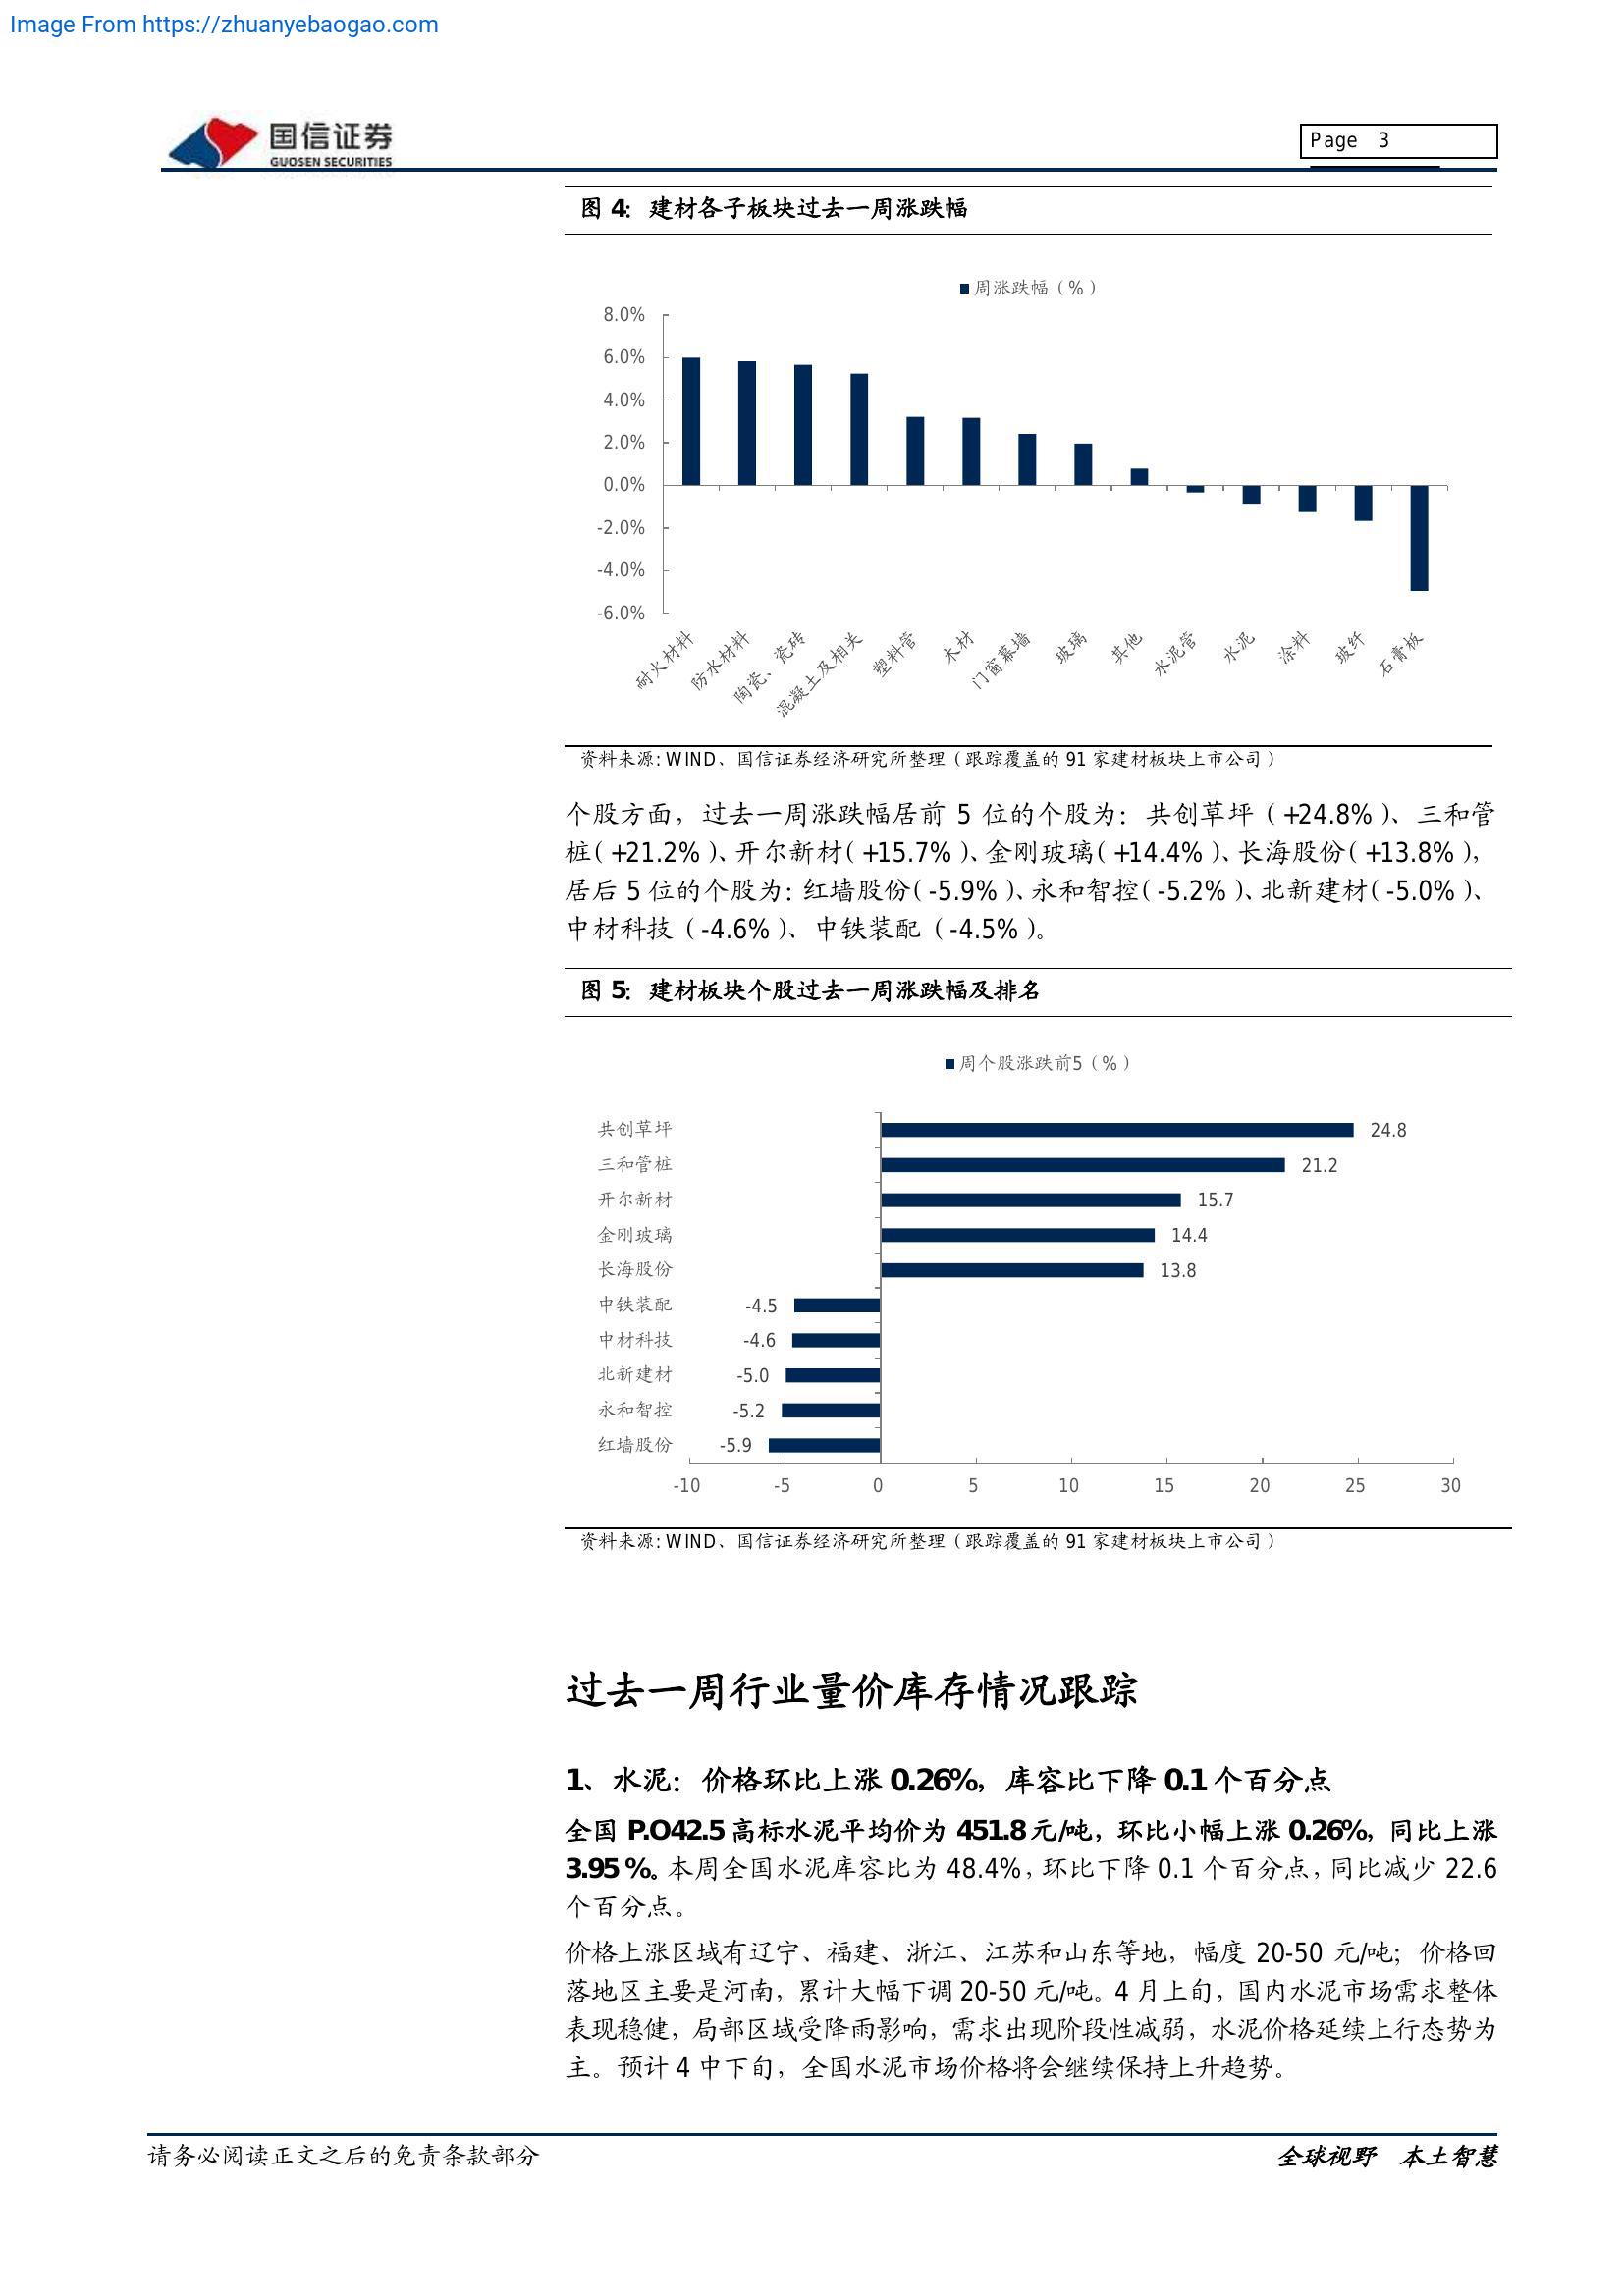 Image From https://zhuanyebaogao.com
国信证券
GUOSEN SECURITIES
Page 3
图 4：建材各子板块过去一周涨跌幅
周涨跌幅（%）
8.0%
6.0%
4.0%
2.0%
0.0%
-2.0%
-4.0%
-6.0%
耐火材料
防水材料
陶瓷、瓷砖
混凝土及相关
塑料管
木材
门窗幕墙
玻璃
其他
水泥管
水泥
涂料
玻纤
石膏板
资料来源：WIND、国信证券经济研究所整理（跟踪覆盖的 91 家建材板块上市公司）
个股方面，过去一周涨跌幅居前 5 位的个股为：共创草坪（+24.8%）、三和管
桩（+21.2%）、开尔新材（+15.7%）、金刚玻璃（+14.4%）、长海股份（+13.8%），
居后 5 位的个股为：红墙股份（-5.9%）、永和智控（-5.2%）、北新建材（-5.0%）、
中材科技（-4.6%）、中铁装配（-4.5%）。
图 5：建材板块个股过去一周涨跌幅及排名
周个股涨跌前5（%）
共创草坪 24.8
三和管桩 21.2
开尔新材 15.7
金刚玻璃 14.4
长海股份 13.8
中铁装配 -4.5
中材科技 -4.6
北新建材 -5.0
永和智控 -5.2
红墙股份 -5.9
-10 -5 0 5 10 15 20 25 30
资料来源：WIND、国信证券经济研究所整理（跟踪覆盖的 91 家建材板块上市公司）
过去一周行业量价库存情况跟踪
1、水泥：价格环比上涨 0.26%，库容比下降 0.1 个百分点
全国 P.O42.5 高标水泥平均价为 451.8 元/吨，环比小幅上涨 0.26%，同比上涨
3.95%。本周全国水泥库容比为 48.4%，环比下降 0.1 个百分点，同比减少 22.6
个百分点。
价格上涨区域有辽宁、福建、浙江、江苏和山东等地，幅度 20-50 元/吨；价格回
落地区主要是河南，累计大幅下调 20-50 元/吨。4 月上旬，国内水泥市场需求整体
表现稳健，局部区域受降雨影响，需求出现阶段性减弱，水泥价格延续上行态势为
主。预计 4 中下旬，全国水泥市场价格将会继续保持上升趋势。
请务必阅读正文之后的免责条款部分
全球视野 本土智慧